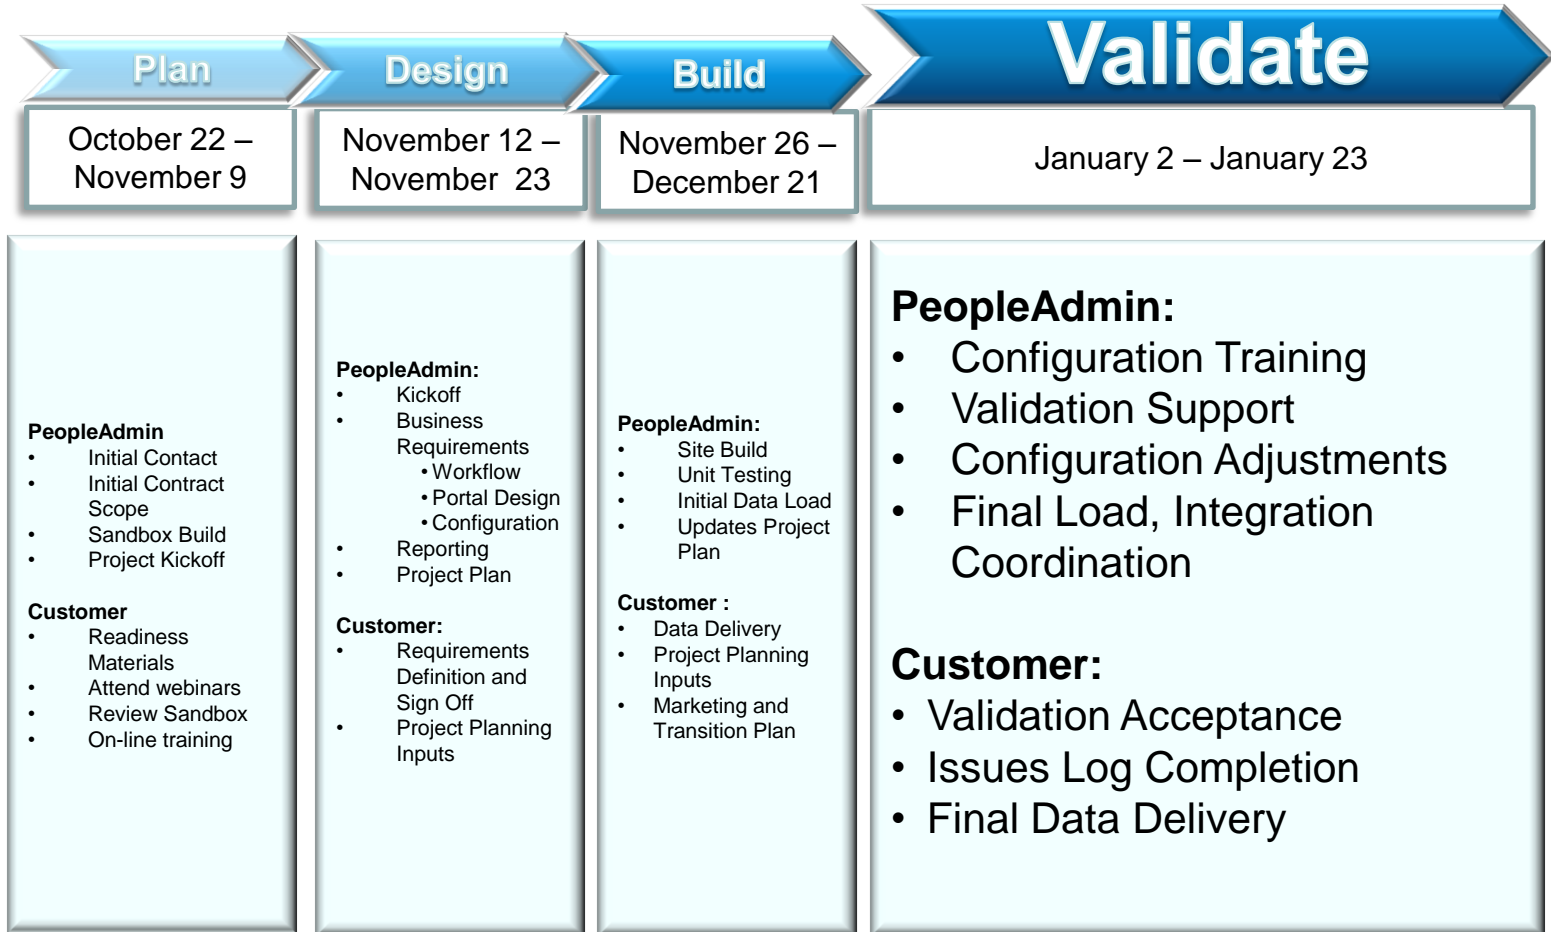 Plan
October 22 –
November 9
PeopleAdmin
• Initial Contact
• Initial Contract
Scope
• Sandbox Build
• Project Kickoff
Customer
• Readiness
Materials
• Attend webinars
• Review Sandbox
• On-line training
Design
November 12 –
November 23
PeopleAdmin:
• Kickoff
• Business
Requirements
• Workflow
• Portal Design
• Configuration
• Reporting
• Project Plan
Customer:
• Requirements
Definition and
Sign Off
• Project Planning
Inputs
Build
November 26 –
December 21
PeopleAdmin:
• Site Build
• Unit Testing
• Initial Data Load
• Updates Project
Plan
Customer :
• Data Delivery
• Project Planning
Inputs
• Marketing and
Transition Plan
Validate
January 2 – January 23
PeopleAdmin:
• Configuration Training
• Validation Support
• Configuration Adjustments
• Final Load, Integration
Coordination
Customer:
• Validation Acceptance
• Issues Log Completion
• Final Data Delivery